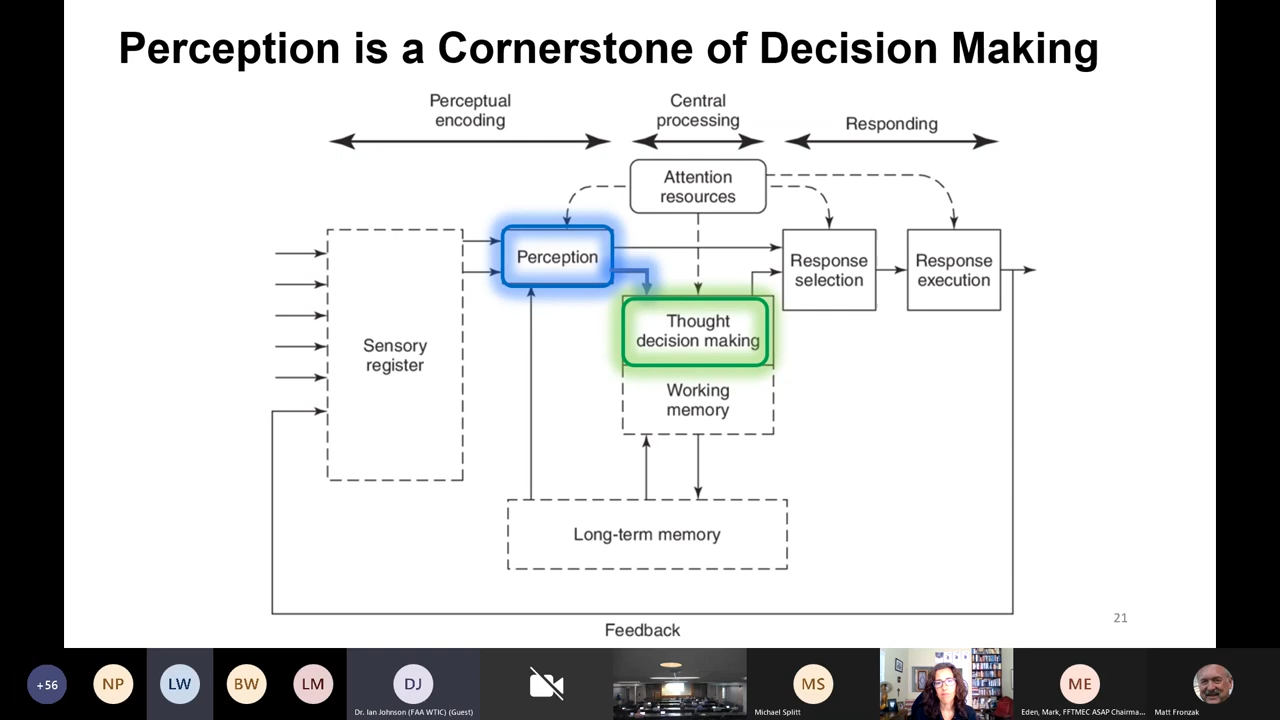 Perception is a Cornerstone of Decision Making
Perceptual
encoding
Central
processing
Responding
Attention
resources
Perception
Response
selection
Response
execution
Thought
decision making
Sensory
register
Working
memory
Long-term memory
21
Feedback
+56
NP
LW
BW
LM
DJ
Dr. Ian Johnson (FAA WTIC) (Guest)
MS
Michael Splitt
ME
Eden, Mark, FFTMEC ASAP Chairma...
Matt Fronzak